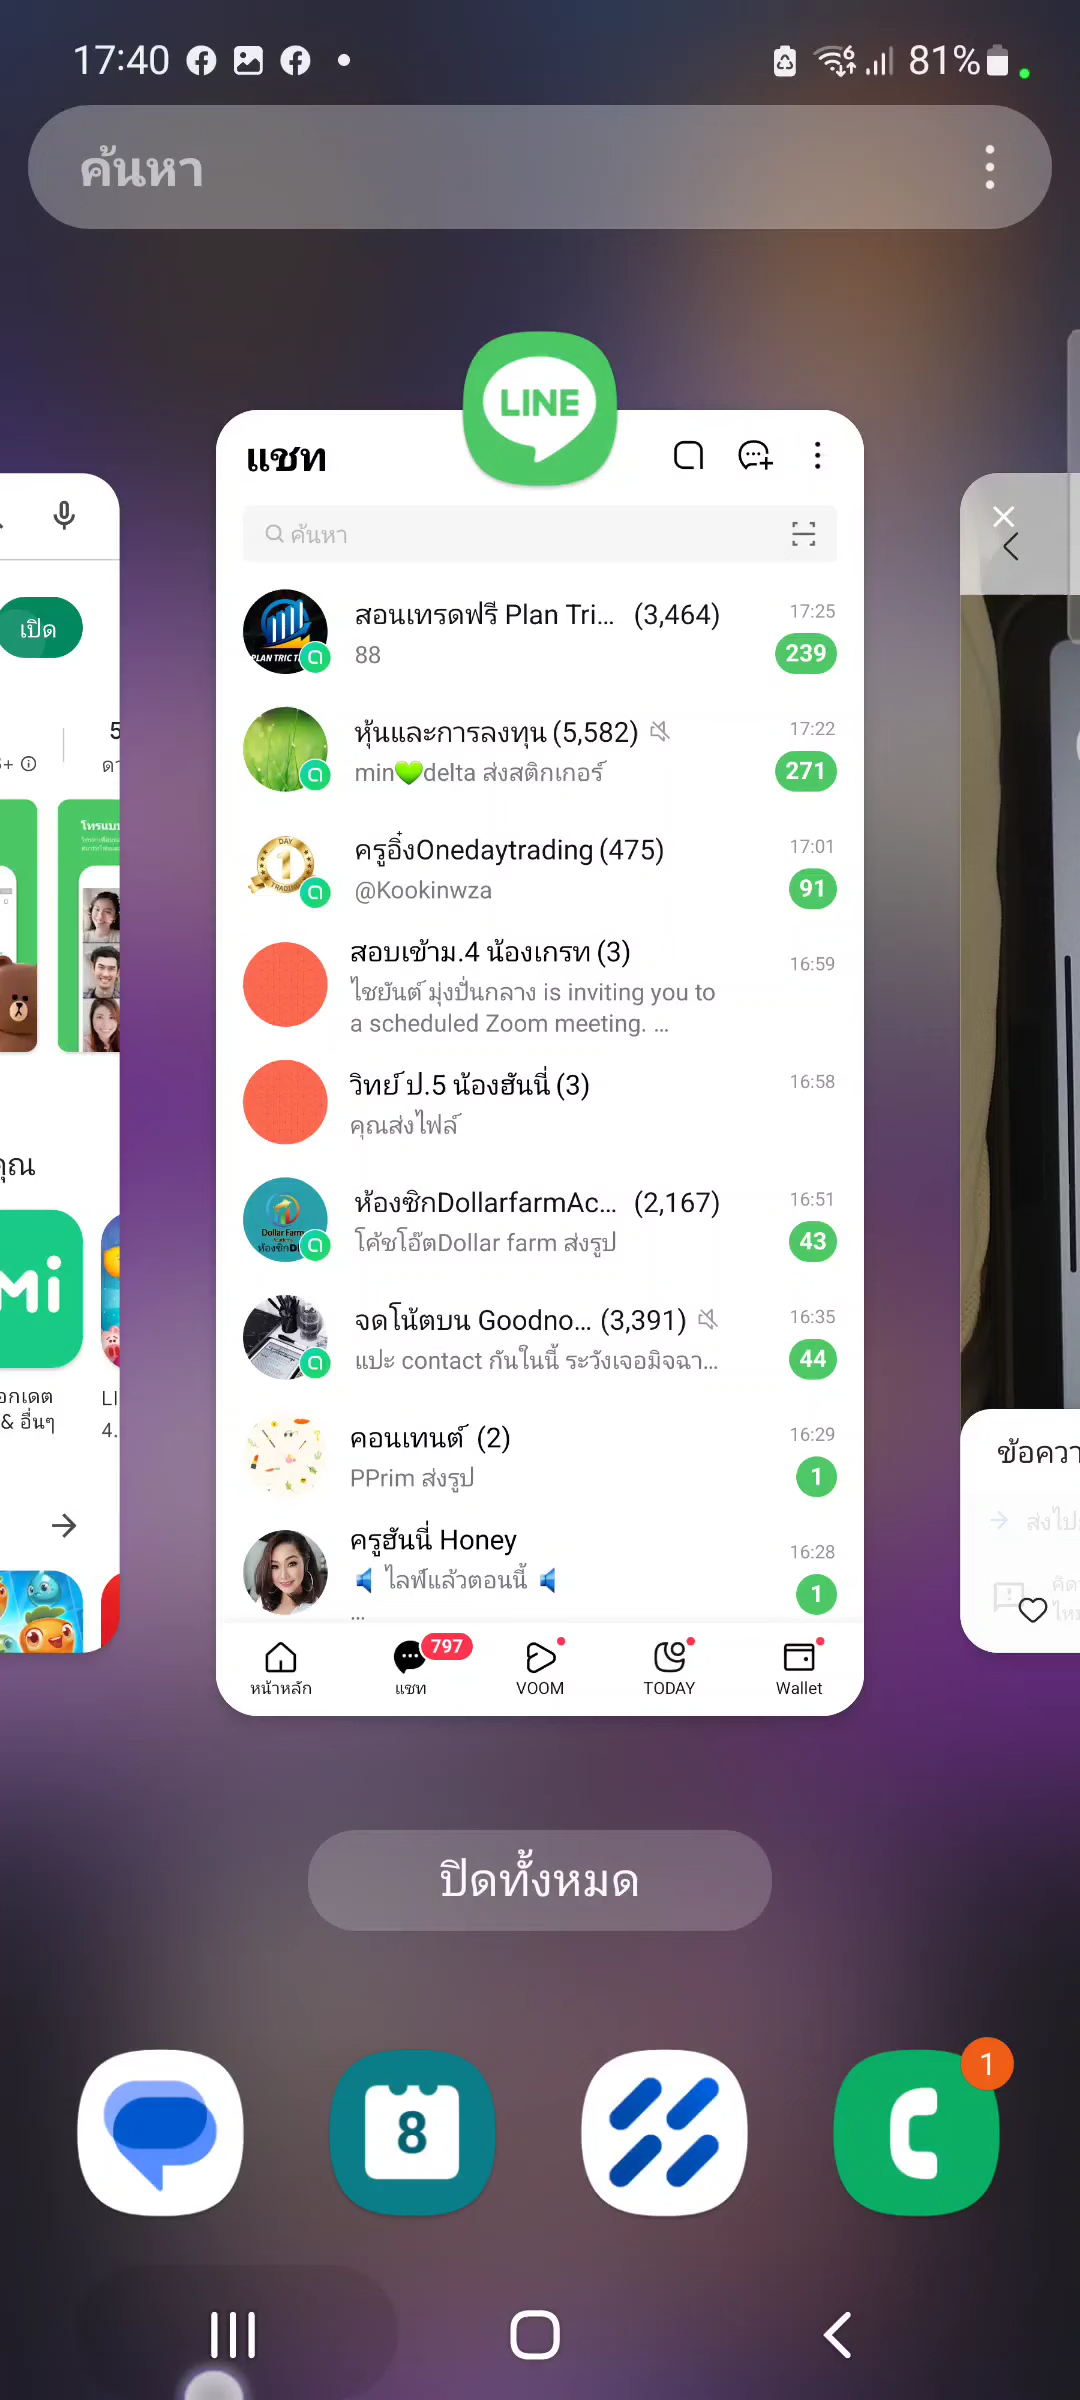 17:40
81%
ค้นหา
LINE
แชท
ค้นหา
สอนเทรดฟรี Plan Tri... (3,464)
17:25
88
239
หุ้นและการลงทุน (5,582)
17:22
min💚delta ส่งสติกเกอร์
271
ครูอิ๋งOnedaytrading (475)
17:01
@Kookinwza
91
สอบเข้าม.4 น้องเกรท (3)
16:59
ไชยันต์ มุ่งปั่นกลาง is inviting you to
a scheduled Zoom meeting. ...
วิทย์ ป.5 น้องฮันนี่ (3)
16:58
คุณส่งไฟล์
ห้องซิกDollarfarmAc... (2,167)
16:51
โค้ชโอ๊ตDollar farm ส่งรูป
43
จดโน้ตบน Goodno... (3,391)
16:35
แปะ contact กันในนี้ ระวังเจอมิจฉา...
44
คอนเทนต์ (2)
16:29
PPrim ส่งรูป
1
ครูฮันนี่ Honey
16:28
ไลฟ์แล้วตอนนี้
1
...
797
หน้าหลัก
แชท
VOOM
TODAY
Wallet
เปิด
คุณ
Mi
& อื่นๆ
LI
4.
ข้อควา
ปิดทั้งหมด
8
1